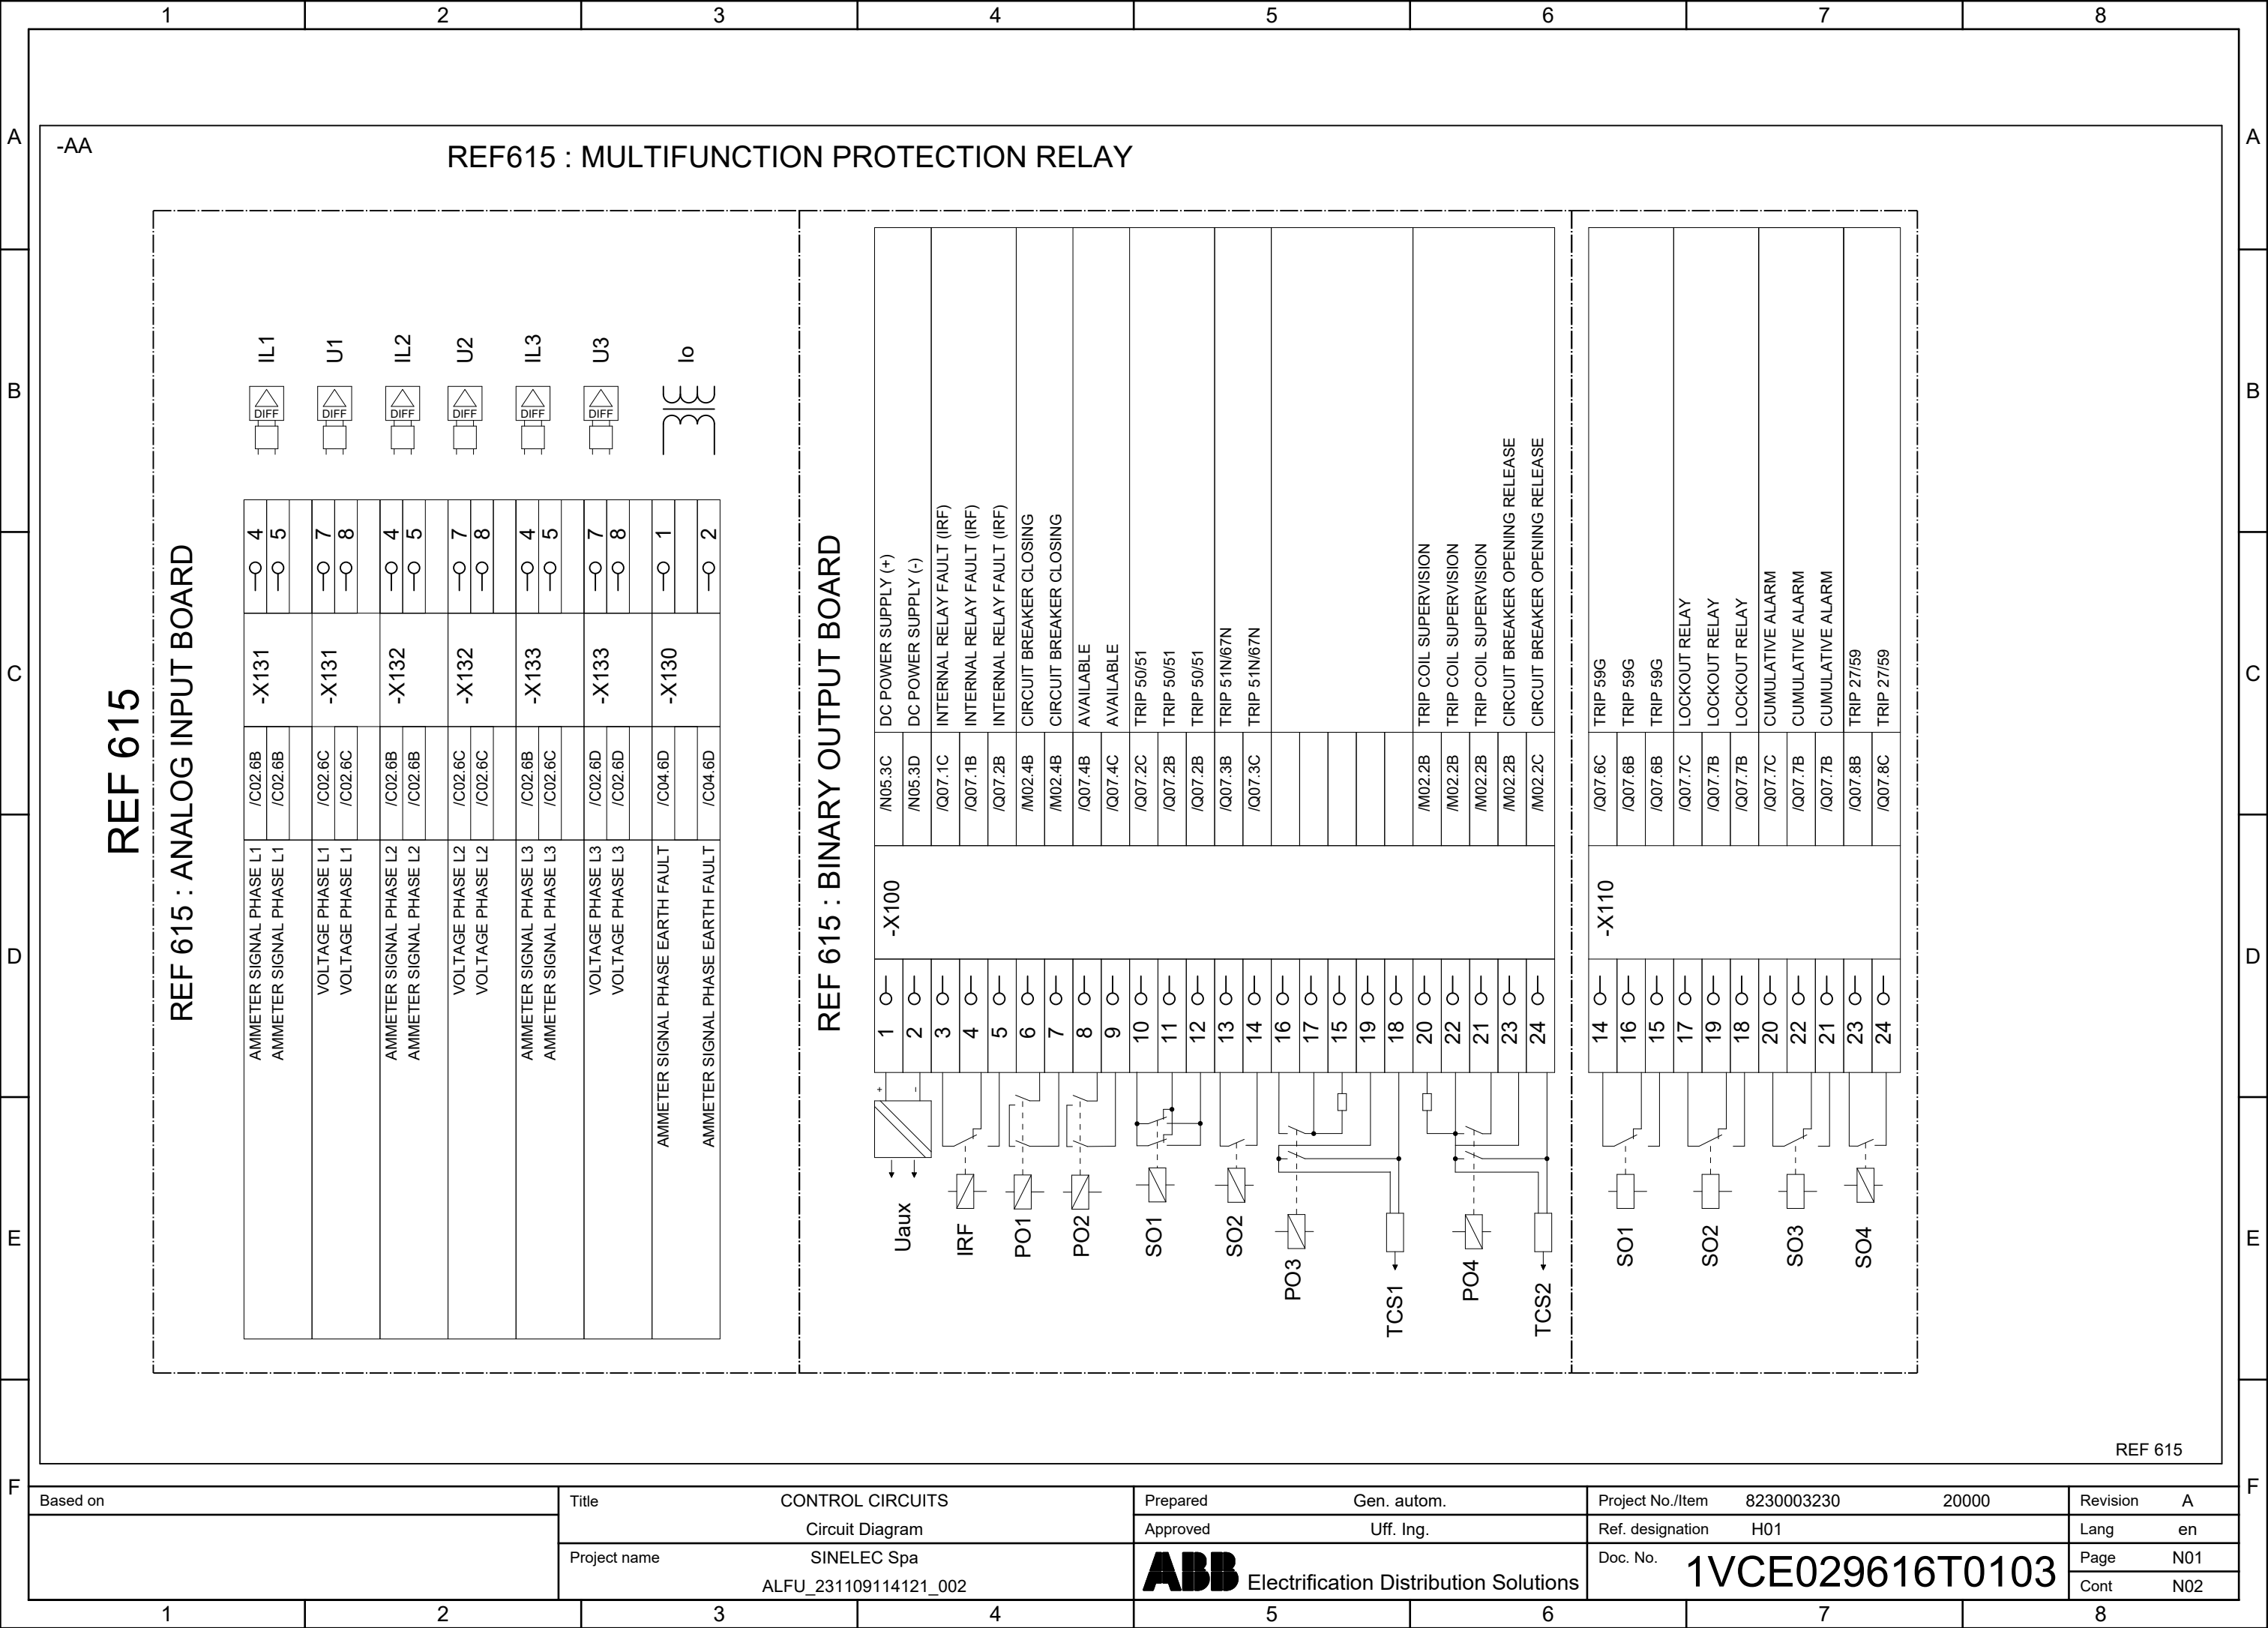 1 2 3 4 5 6 7 8
A A
B B
C C
D D
E E
F F
-AA
REF615 : MULTIFUNCTION PROTECTION RELAY
REF 615
REF 615 : ANALOG INPUT BOARD
IL1
U1
IL2
U2
IL3
U3
Io
DIFF
DIFF
DIFF
DIFF
DIFF
DIFF
4 -X131 /C02.6B AMMETER SIGNAL PHASE L1
5 /C02.6B AMMETER SIGNAL PHASE L1
7 -X131 /C02.6C VOLTAGE PHASE L1
8 /C02.6C VOLTAGE PHASE L1
4 -X132 /C02.6B AMMETER SIGNAL PHASE L2
5 /C02.6B AMMETER SIGNAL PHASE L2
7 -X132 /C02.6C VOLTAGE PHASE L2
8 /C02.6C VOLTAGE PHASE L2
4 -X133 /C02.6B AMMETER SIGNAL PHASE L3
5 /C02.6C AMMETER SIGNAL PHASE L3
7 -X133 /C02.6D VOLTAGE PHASE L3
8 /C02.6D VOLTAGE PHASE L3
1 -X130 /C04.6D AMMETER SIGNAL PHASE EARTH FAULT
2 /C04.6D AMMETER SIGNAL PHASE EARTH FAULT
REF 615 : BINARY OUTPUT BOARD
-X100
1 /N05.3C DC POWER SUPPLY (+)
2 /N05.3D DC POWER SUPPLY (-)
3 /Q07.1C INTERNAL RELAY FAULT (IRF)
4 /Q07.1B INTERNAL RELAY FAULT (IRF)
5 /Q07.2B INTERNAL RELAY FAULT (IRF)
6 /M02.4B CIRCUIT BREAKER CLOSING
7 /M02.4B CIRCUIT BREAKER CLOSING
8 /Q07.4B AVAILABLE
9 /Q07.4C AVAILABLE
10 /Q07.2C TRIP 50/51
11 /Q07.2B TRIP 50/51
12 /Q07.2B TRIP 50/51
13 /Q07.3B TRIP 51N/67N
14 /Q07.3C TRIP 51N/67N
16
17
15
19
18
20 /M02.2B TRIP COIL SUPERVISION
22 /M02.2B TRIP COIL SUPERVISION
21 /M02.2B TRIP COIL SUPERVISION
23 /M02.2B CIRCUIT BREAKER OPENING RELEASE
24 /M02.2C CIRCUIT BREAKER OPENING RELEASE
+ -
Uaux
IRF
PO1
PO2
SO1
SO2
PO3
TCS1
PO4
TCS2
-X110
14 /Q07.6C TRIP 59G
16 /Q07.6B TRIP 59G
15 /Q07.6B TRIP 59G
17 /Q07.7C LOCKOUT RELAY
19 /Q07.7B LOCKOUT RELAY
18 /Q07.7B LOCKOUT RELAY
20 /Q07.7C CUMULATIVE ALARM
22 /Q07.7B CUMULATIVE ALARM
21 /Q07.7B CUMULATIVE ALARM
23 /Q07.8B TRIP 27/59
24 /Q07.8C TRIP 27/59
SO1
SO2
SO3
SO4
REF 615
Based on
Title CONTROL CIRCUITS
Circuit Diagram
Project name SINELEC Spa
ALFU_231109114121_002
Prepared Gen. autom.
Approved Uff. Ing.
ABB Electrification Distribution Solutions
Project No./Item 8230003230 20000
Ref. designation H01
Doc. No. 1VCE029616T0103
Revision A
Lang en
Page N01
Cont N02
1 2 3 4 5 6 7 8